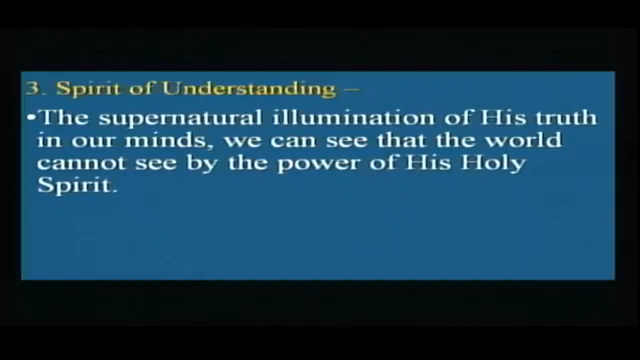 3. Spirit of Understanding –
•The supernatural illumination of His truth
in our minds, we can see that the world
cannot see by the power of His Holy
Spirit.